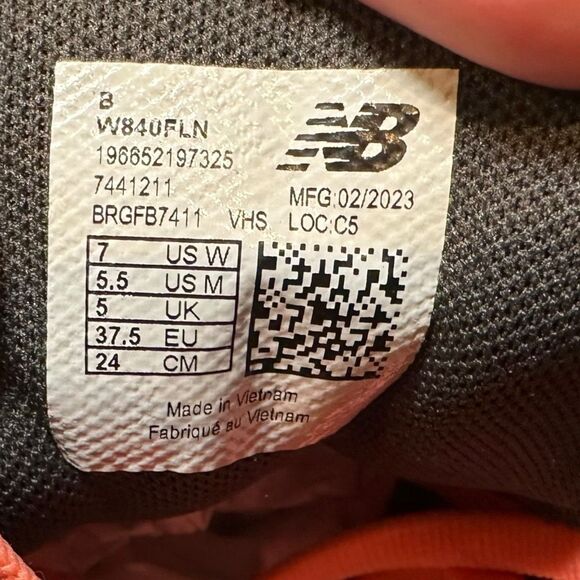 B
W840FLN
196652197325
7441211
BRGFB7411 VHS
NB
MFG:02/2023
LOC:C5
7 US W
5.5 US M
5 UK
37.5 EU
24 CM
Made in Vietnam
Fabriqué au Vietnam